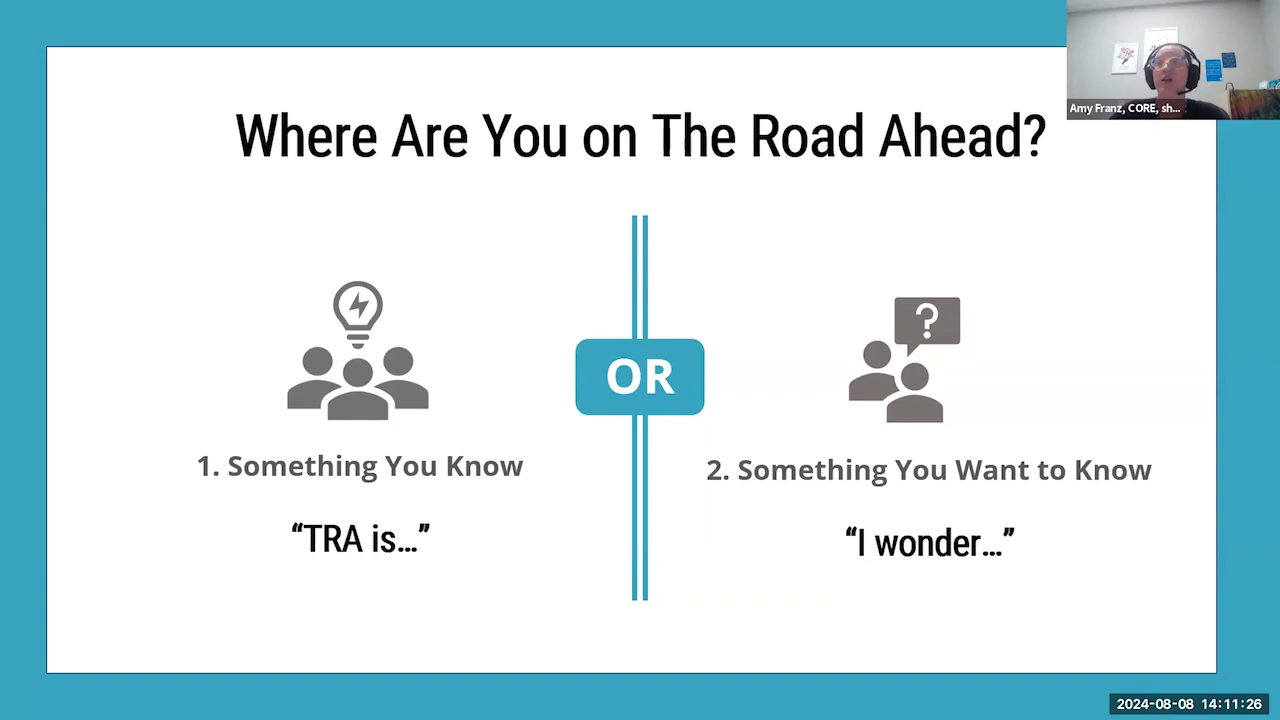 Where Are You on The Road Ahead?
Amy Franz, CORE, sh...
?
OR
1. Something You Know
2. Something You Want to Know
“TRA is...”
“I wonder...”
2024-08-08 14:11:26